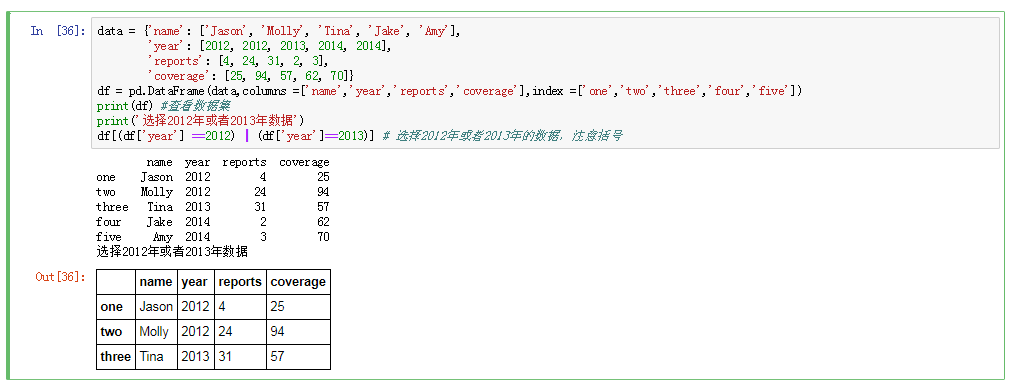 In [36]:
data = {'name': ['Jason', 'Molly', 'Tina', 'Jake', 'Amy'],
'year': [2012, 2012, 2013, 2014, 2014],
'reports': [4, 24, 31, 2, 3],
'coverage': [25, 94, 57, 62, 70]}
df = pd.DataFrame(data,columns =['name','year','reports','coverage'],index =['one','two','three','four','five'])
print(df) #查看数据集
print('选择2012年或者2013年数据')
df[(df['year'] ==2012) | (df['year']==2013)] # 选择2012年或者2013年的数据，注意括号
name year reports coverage
one Jason 2012 4 25
two Molly 2012 24 94
three Tina 2013 31 57
four Jake 2014 2 62
five Amy 2014 3 70
选择2012年或者2013年数据
Out[36]:
name year reports coverage
one Jason 2012 4 25
two Molly 2012 24 94
three Tina 2013 31 57